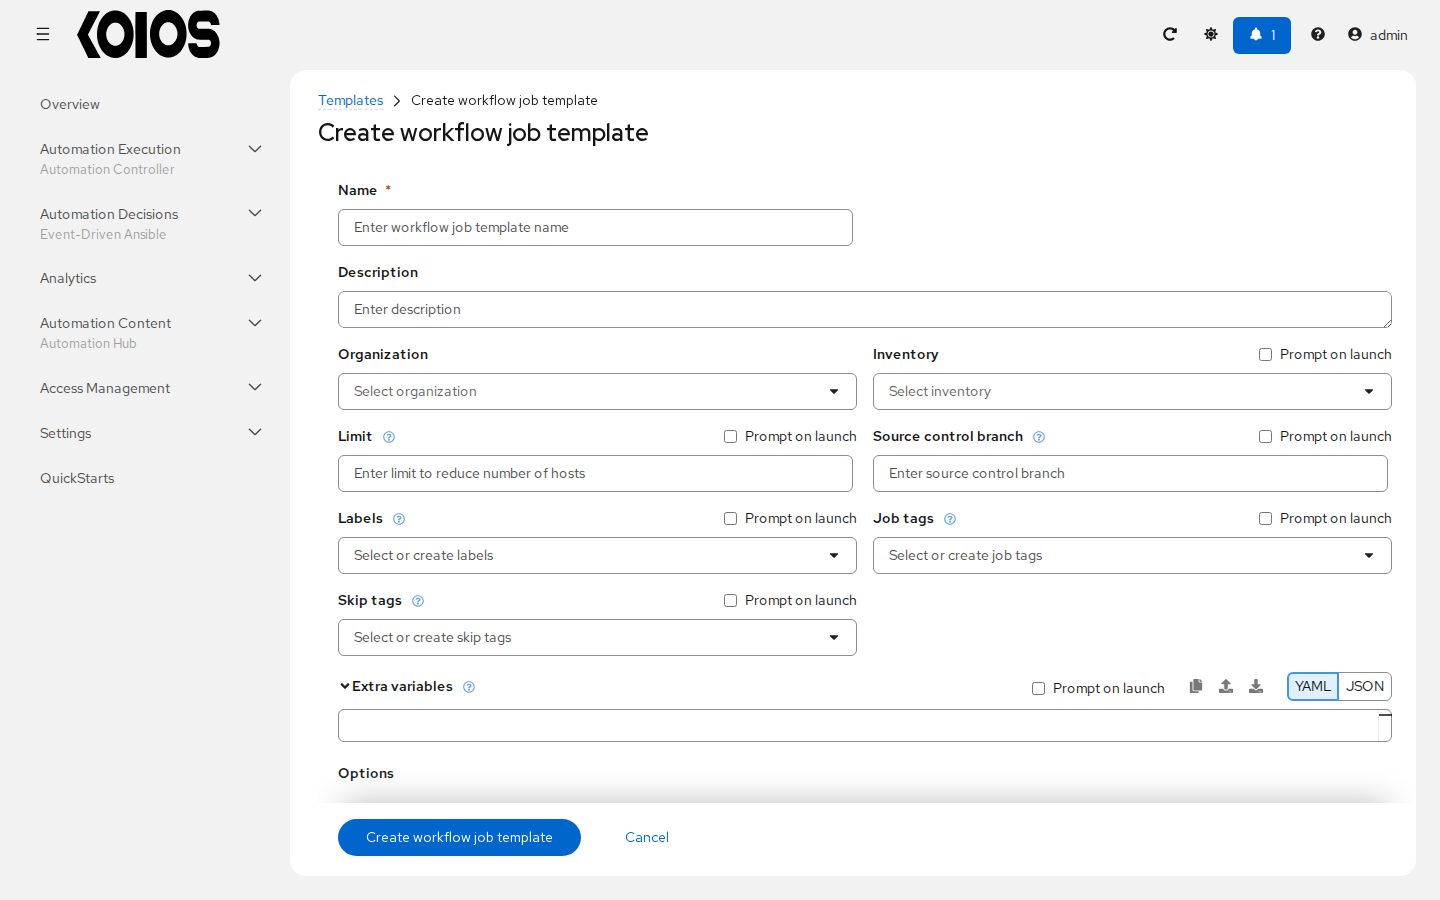 KOIOS
1
admin
Overview
Automation Execution
Automation Controller
Automation Decisions
Event-Driven Ansible
Analytics
Automation Content
Automation Hub
Access Management
Settings
QuickStarts
Templates
Create workflow job template
Create workflow job template
Name *
Enter workflow job template name
Description
Enter description
Organization
Inventory
Prompt on launch
Select organization
Select inventory
Limit
Prompt on launch
Source control branch
Prompt on launch
Enter limit to reduce number of hosts
Enter source control branch
Labels
Prompt on launch
Job tags
Prompt on launch
Select or create labels
Select or create job tags
Skip tags
Prompt on launch
Select or create skip tags
Extra variables
Prompt on launch
YAML
JSON
Options
Create workflow job template
Cancel